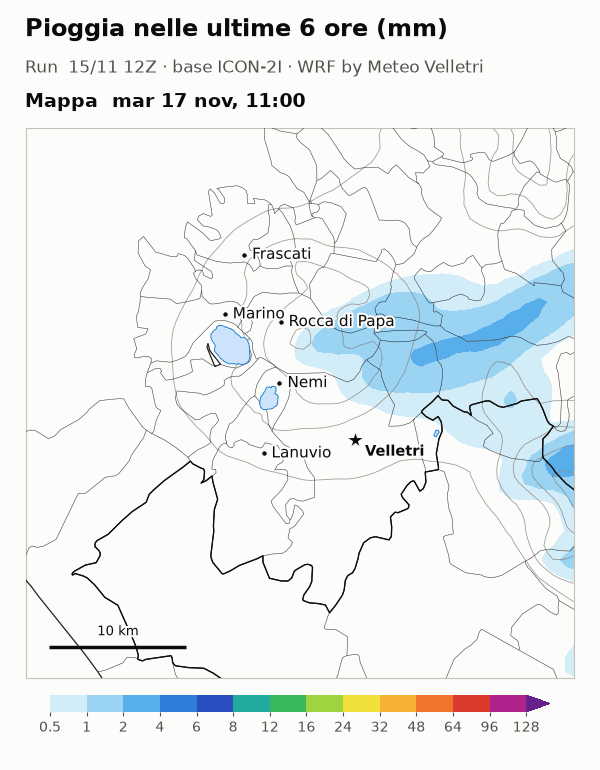 Pioggia nelle ultime 6 ore (mm)
Run 15/11 12Z · base ICON-2I · WRF by Meteo Velletri
Mappa mar 17 nov, 11:00
Frascati
Marino
Rocca di Papa
Nemi
Velletri
Lanuvio
10 km
0.5 1 2 4 6 8 12 16 24 32 48 64 96 128